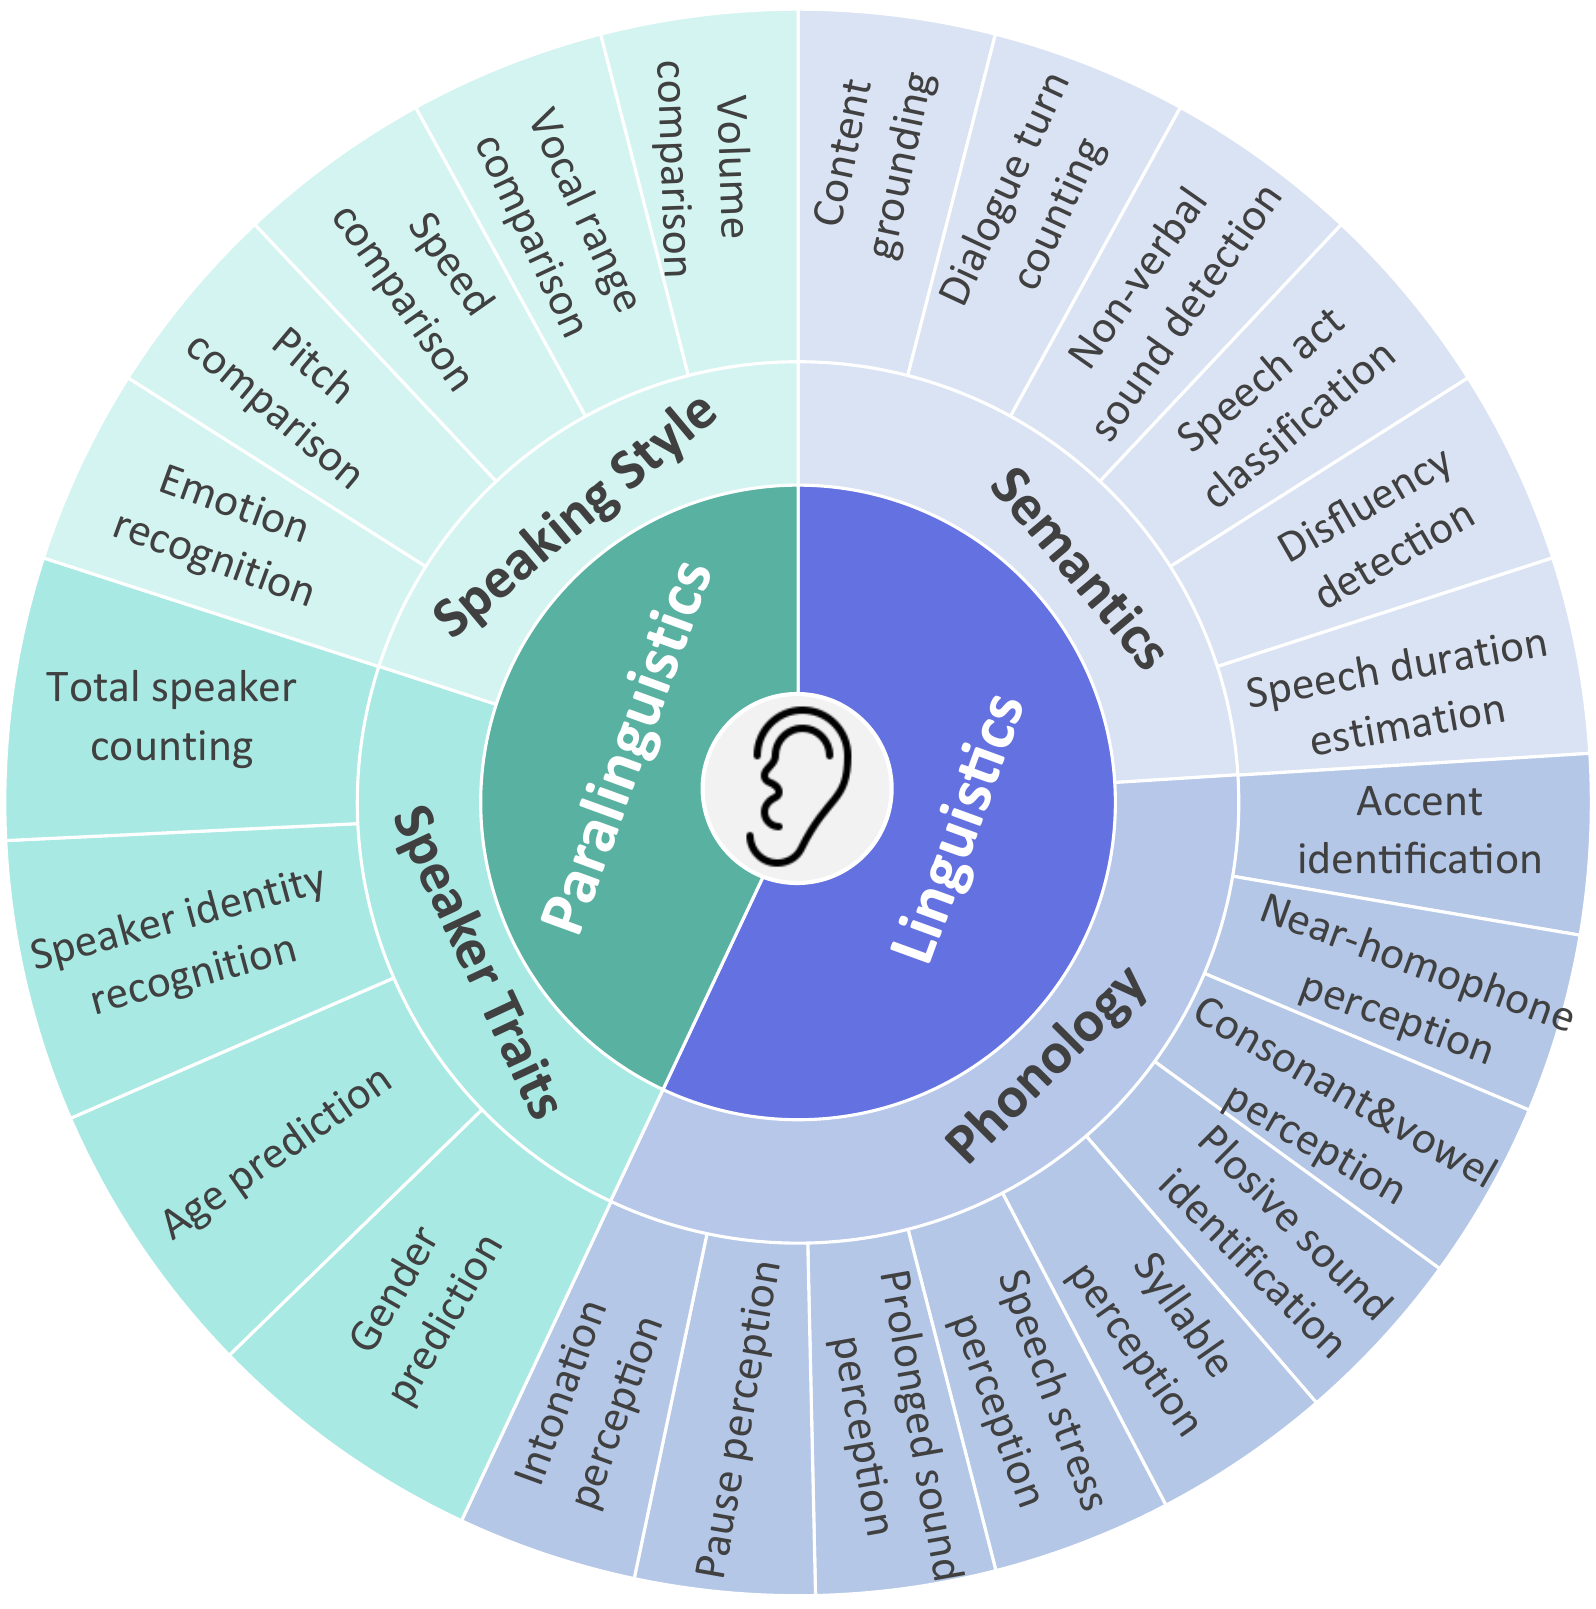 Paralinguistics
Linguistics
Speaking Style
Semantics
Speaker Traits
Phonology
Content
grounding
Dialogue turn
counting
Non-verbal
sound detection
Speech act
classification
Disfluency
detection
Speech duration
estimation
Accent
identification
Near-homophone
perception
Consonant&vowel
perception
Plosive sound
identification
Syllable
perception
Speech stress
perception
Prolonged sound
perception
Pause perception
Intonation
perception
Gender
prediction
Age prediction
Speaker identity
recognition
Total speaker
counting
Emotion
recognition
Pitch
comparison
Speed
comparison
Vocal range
comparison
Volume
comparison